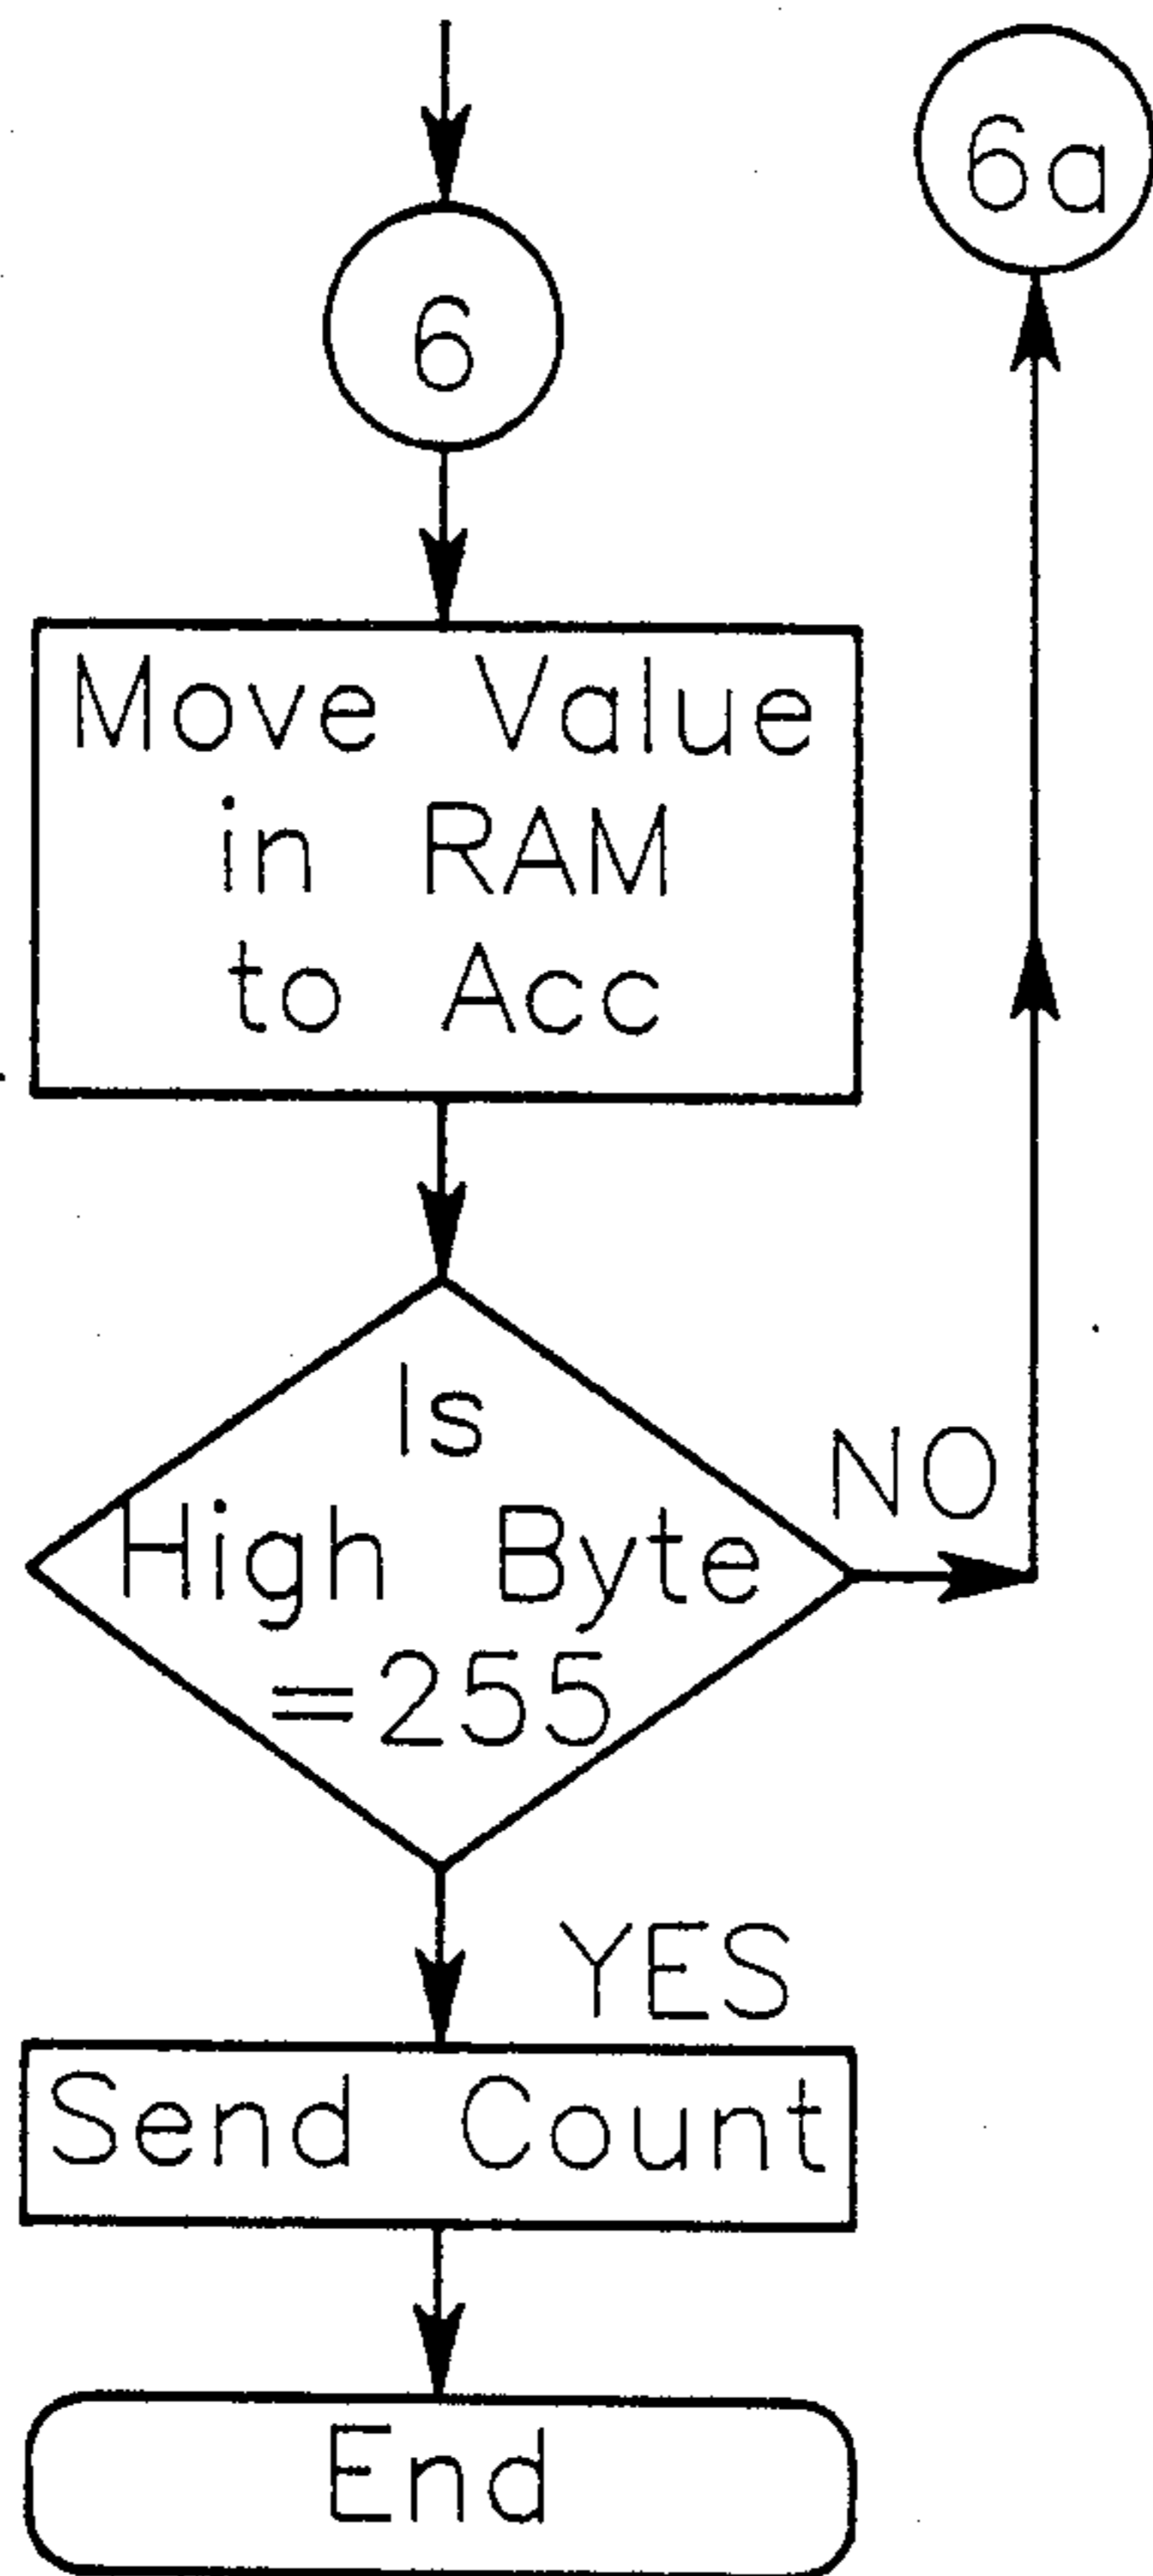 6a
6
Move Value
in RAM
to Acc
Is
High Byte
=255
NO
YES
Send Count
End